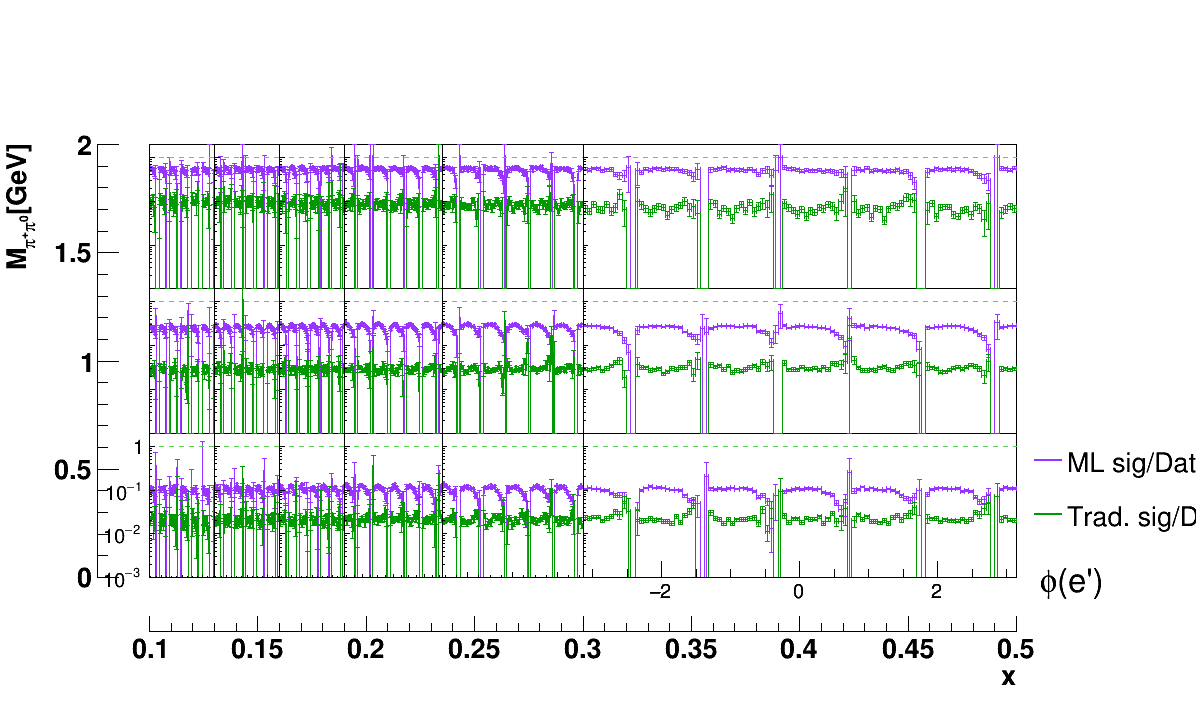 M π⁺π⁰ [GeV]
2
1.5
1
0.5
0
1
10⁻¹
10⁻²
10⁻³
ML sig/Dat
Trad. sig/D
−2 0 2
ϕ(e')
0.1 0.15 0.2 0.25 0.3 0.35 0.4 0.45 0.5
x